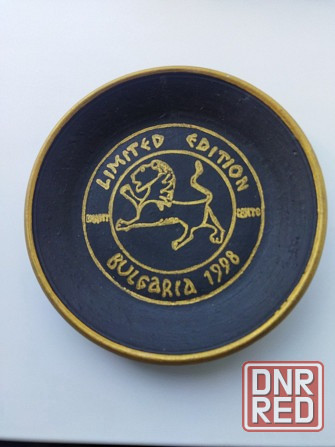 LIMITED EDITION
BULGARIA 1998
DNR
RED